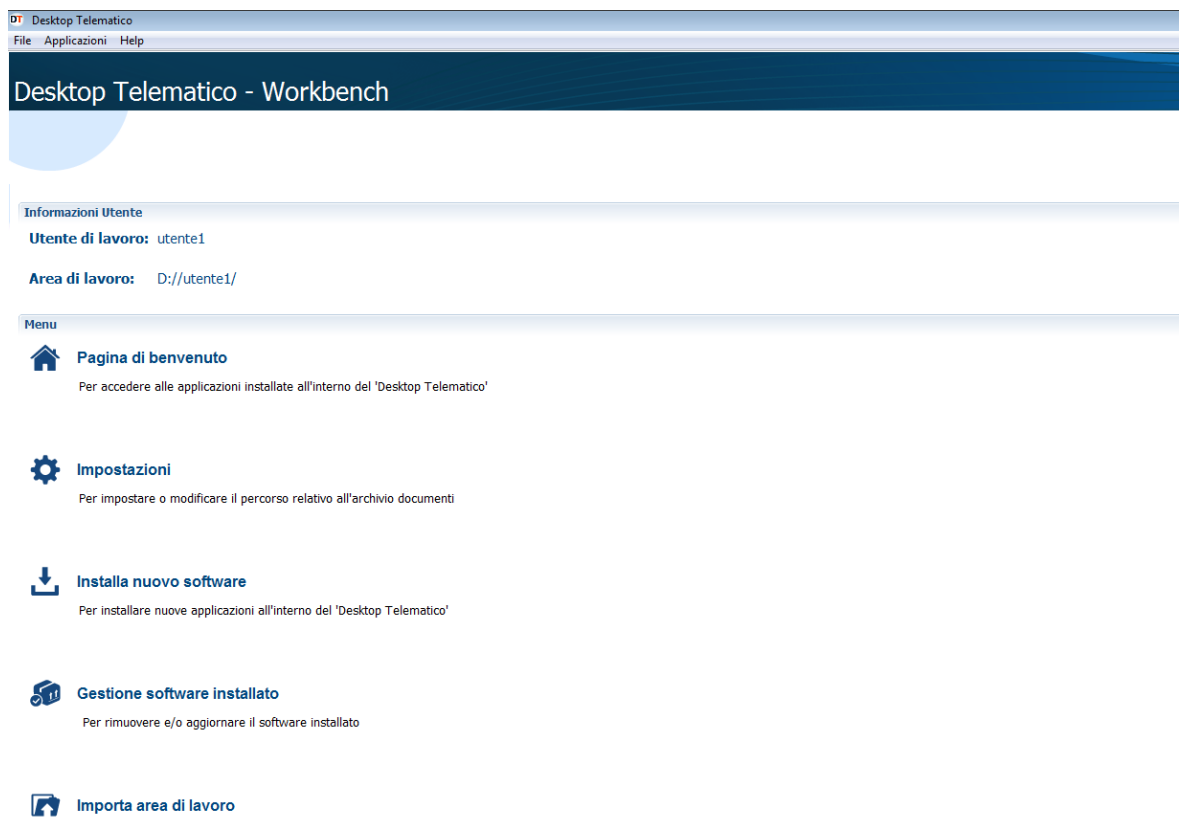 DT Desktop Telematico
File Applicazioni Help
Desktop Telematico - Workbench
Informazioni Utente
Utente di lavoro: utente1
Area di lavoro: D://utente1/
Menu
Pagina di benvenuto
Per accedere alle applicazioni installate all'interno del 'Desktop Telematico'
Impostazioni
Per impostare o modificare il percorso relativo all'archivio documenti
Installa nuovo software
Per installare nuove applicazioni all'interno del 'Desktop Telematico'
Gestione software installato
Per rimuovere e/o aggiornare il software installato
Importa area di lavoro